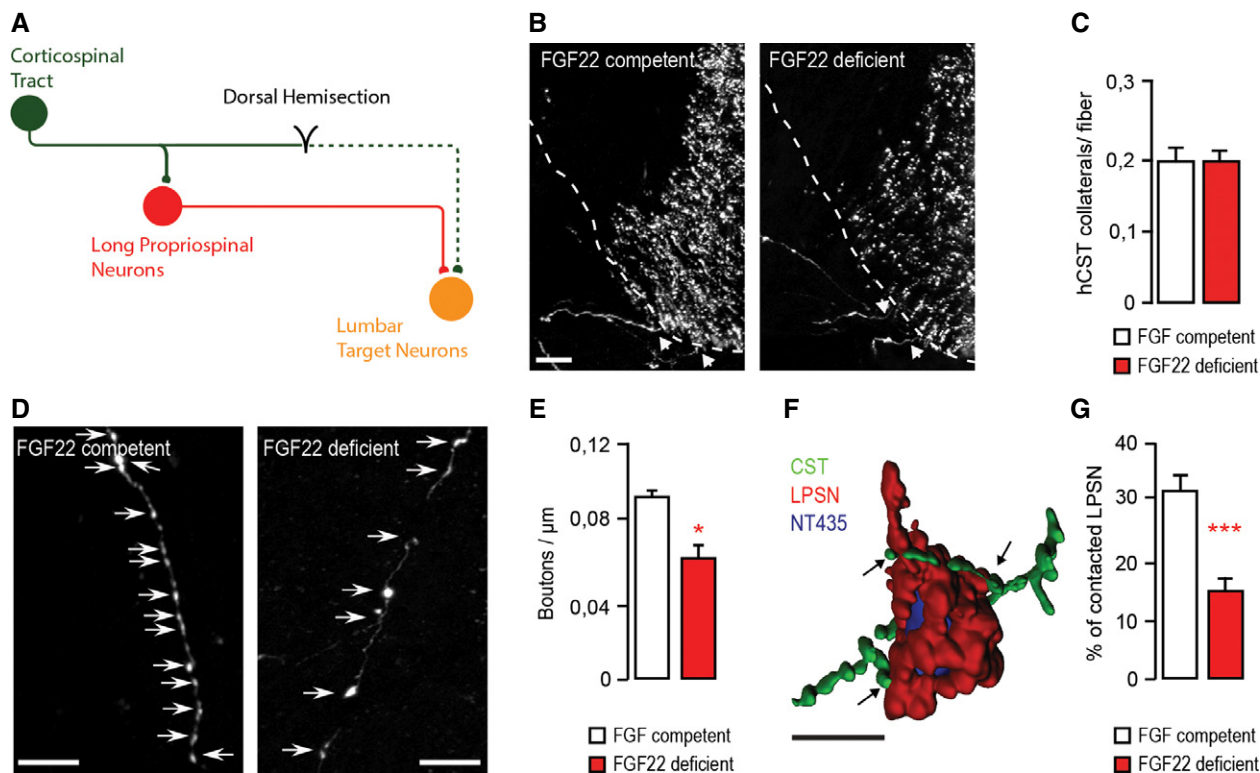 A
Corticospinal
Tract
Dorsal Hemisection
Long Propriospinal
Neurons
Lumbar
Target Neurons
B
FGF22 competent
FGF22 deficient
C
hCST collaterals/ fiber
0,3
0,2
0,1
0
FGF competent
FGF22 deficient
D
FGF22 competent
FGF22 deficient
E
Boutons / µm
0,12
0,08
0,04
0
*
FGF competent
FGF22 deficient
F
CST
LPSN
NT435
G
% of contacted LPSN
40
30
20
10
0
***
FGF competent
FGF22 deficient